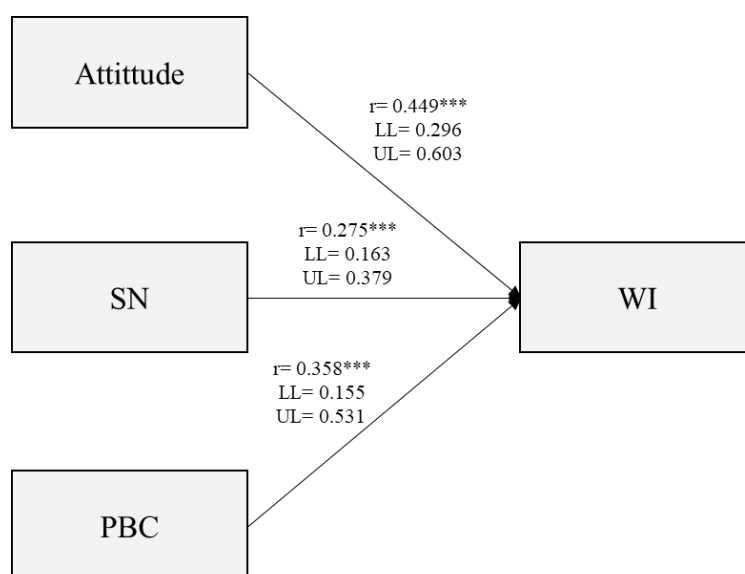 Attittude
r= 0.449***
LL= 0.296
UL= 0.603
r= 0.275***
LL= 0.163
UL= 0.379
SN
WI
r= 0.358***
LL= 0.155
UL= 0.531
PBC